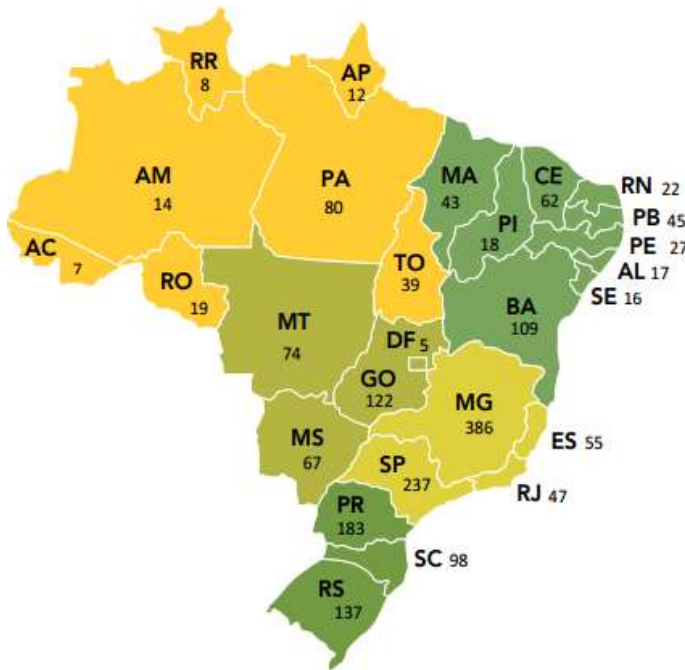 RR
8
AP
12
AM
14
PA
80
MA
43
CE
62
RN 22
PB 45
PI
18
PE 27
AC
7
AL 17
RO
19
TO
39
SE 16
BA
109
MT
74
DF 5
GO
122
MG
386
MS
67
ES 55
SP
237
RJ 47
PR
183
SC 98
RS
137